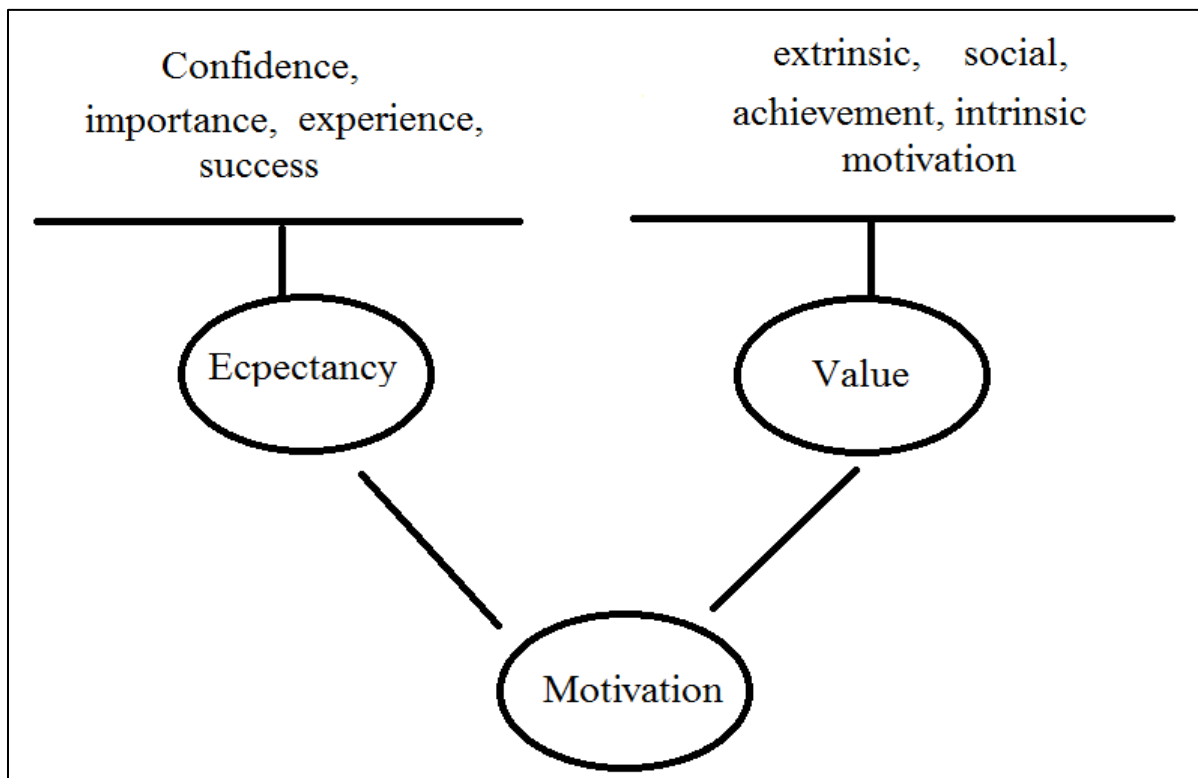 Confidence,
importance, experience,
success
extrinsic, social,
achievement, intrinsic
motivation
Ecpectancy
Value
Motivation